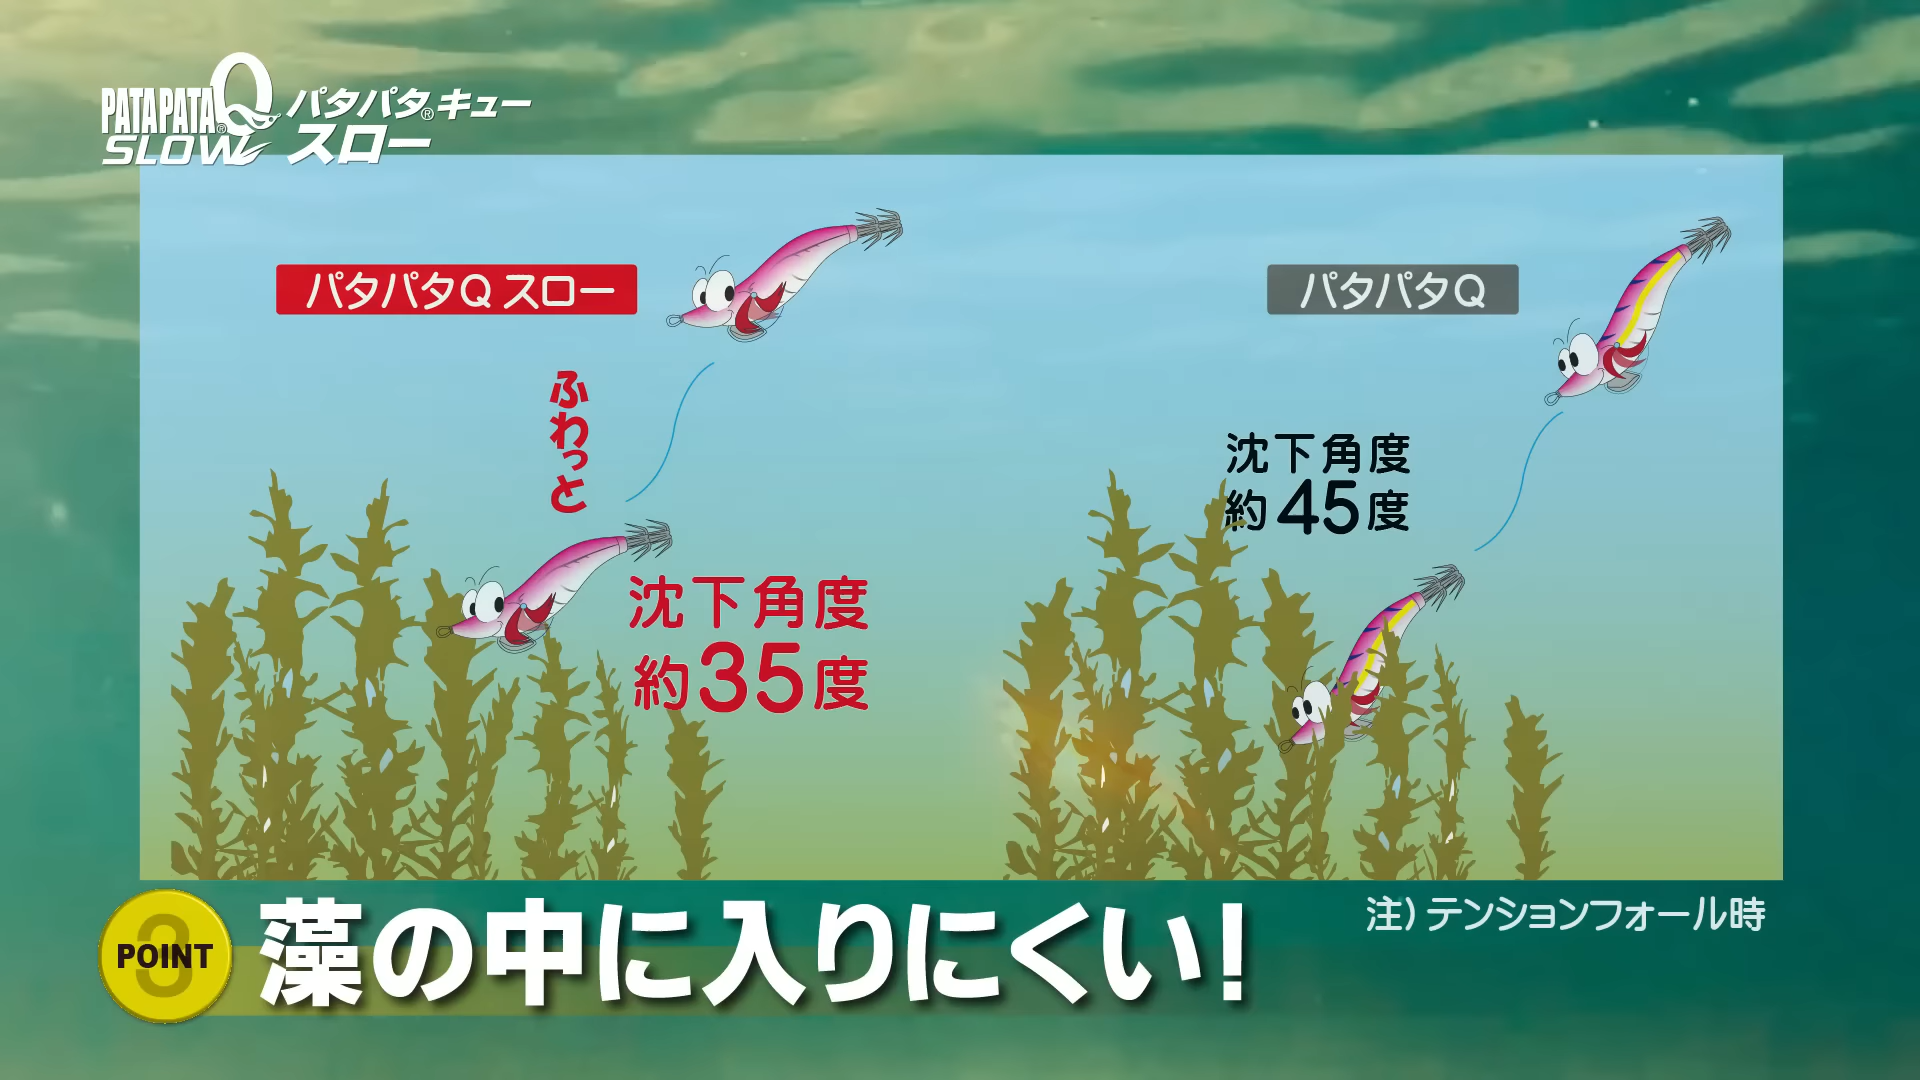 PATAPATA®Q パタパタ®キュー
SLOW スロー
パタパタQ スロー
パタパタQ
ふわっと
沈下角度
約45度
沈下角度
約35度
POINT 3
藻の中に入りにくい!
注)テンションフォール時